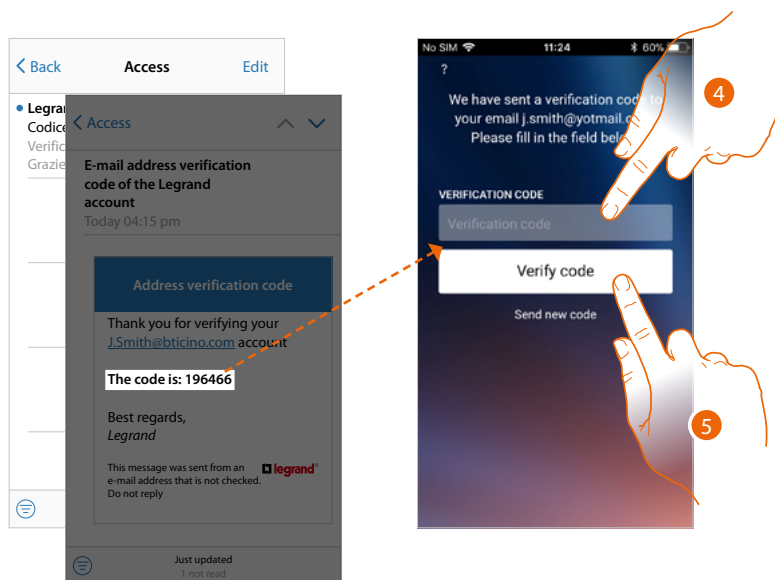 Back
Access
Edit
Codice
Grazie
Access
E-mail address verification
code of the Legrand
account
Today 04:15 pm
Address verification code
Thank you for verifying your
J.Smith@bticino.com account
The code is: 196466
Best regards,
Legrand
This message was sent from an
e-mail address that is not checked.
Do not reply
legrand®
Just updated
1 not read
No SIM
11:24
60%
?
We have sent a verification code to
your email j.smith@yotmail.
Please fill in the field
VERIFICATION CODE
Verification code
Verify code
Send new code
4
5